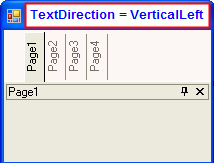 TextDirection = VerticalLeft
Page1
Page2
Page3
Page4
Page1